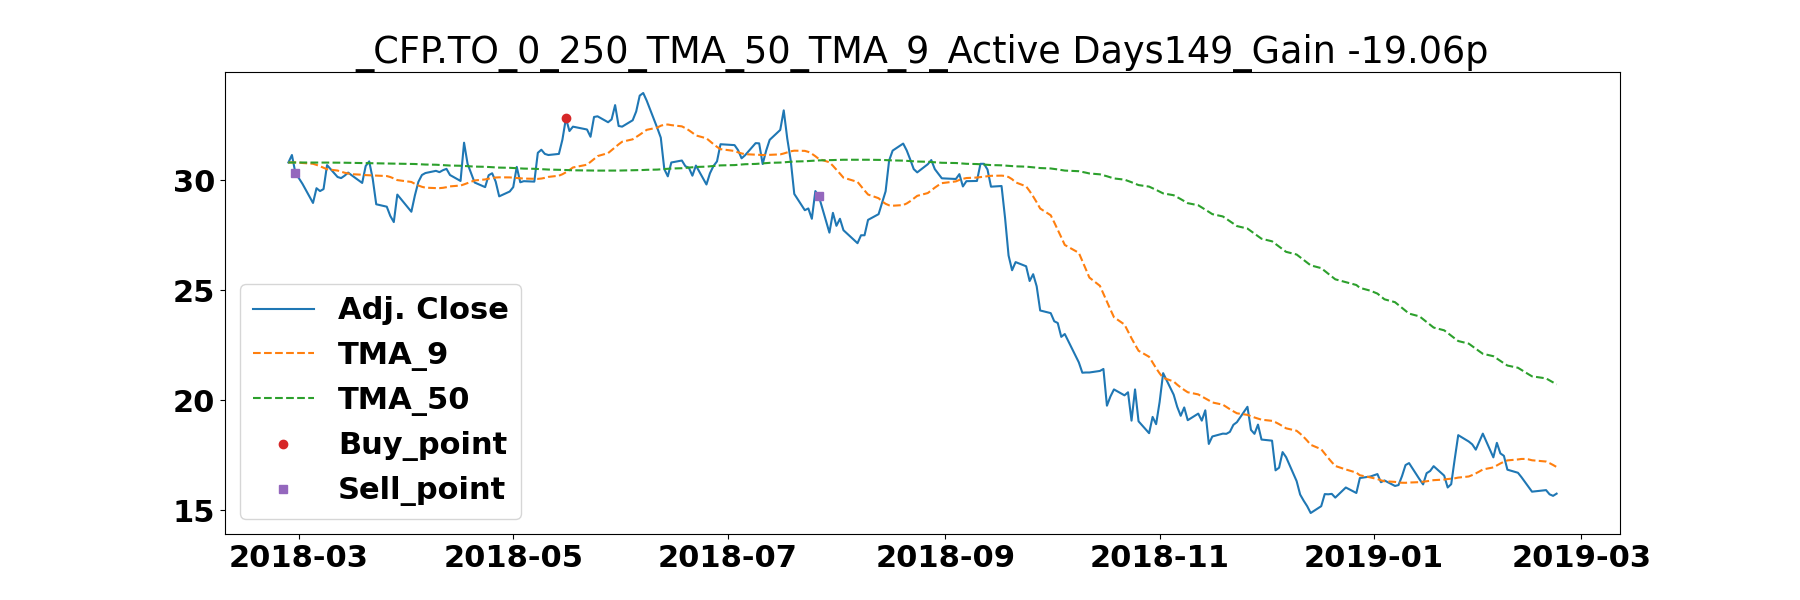 _CFP.TO_0_250_TMA_50_TMA_9_Active Days149_Gain -19.06p
30
25
20
15
Adj. Close
TMA_9
TMA_50
Buy_point
Sell_point
2018-03 2018-05 2018-07 2018-09 2018-11 2019-01 2019-03